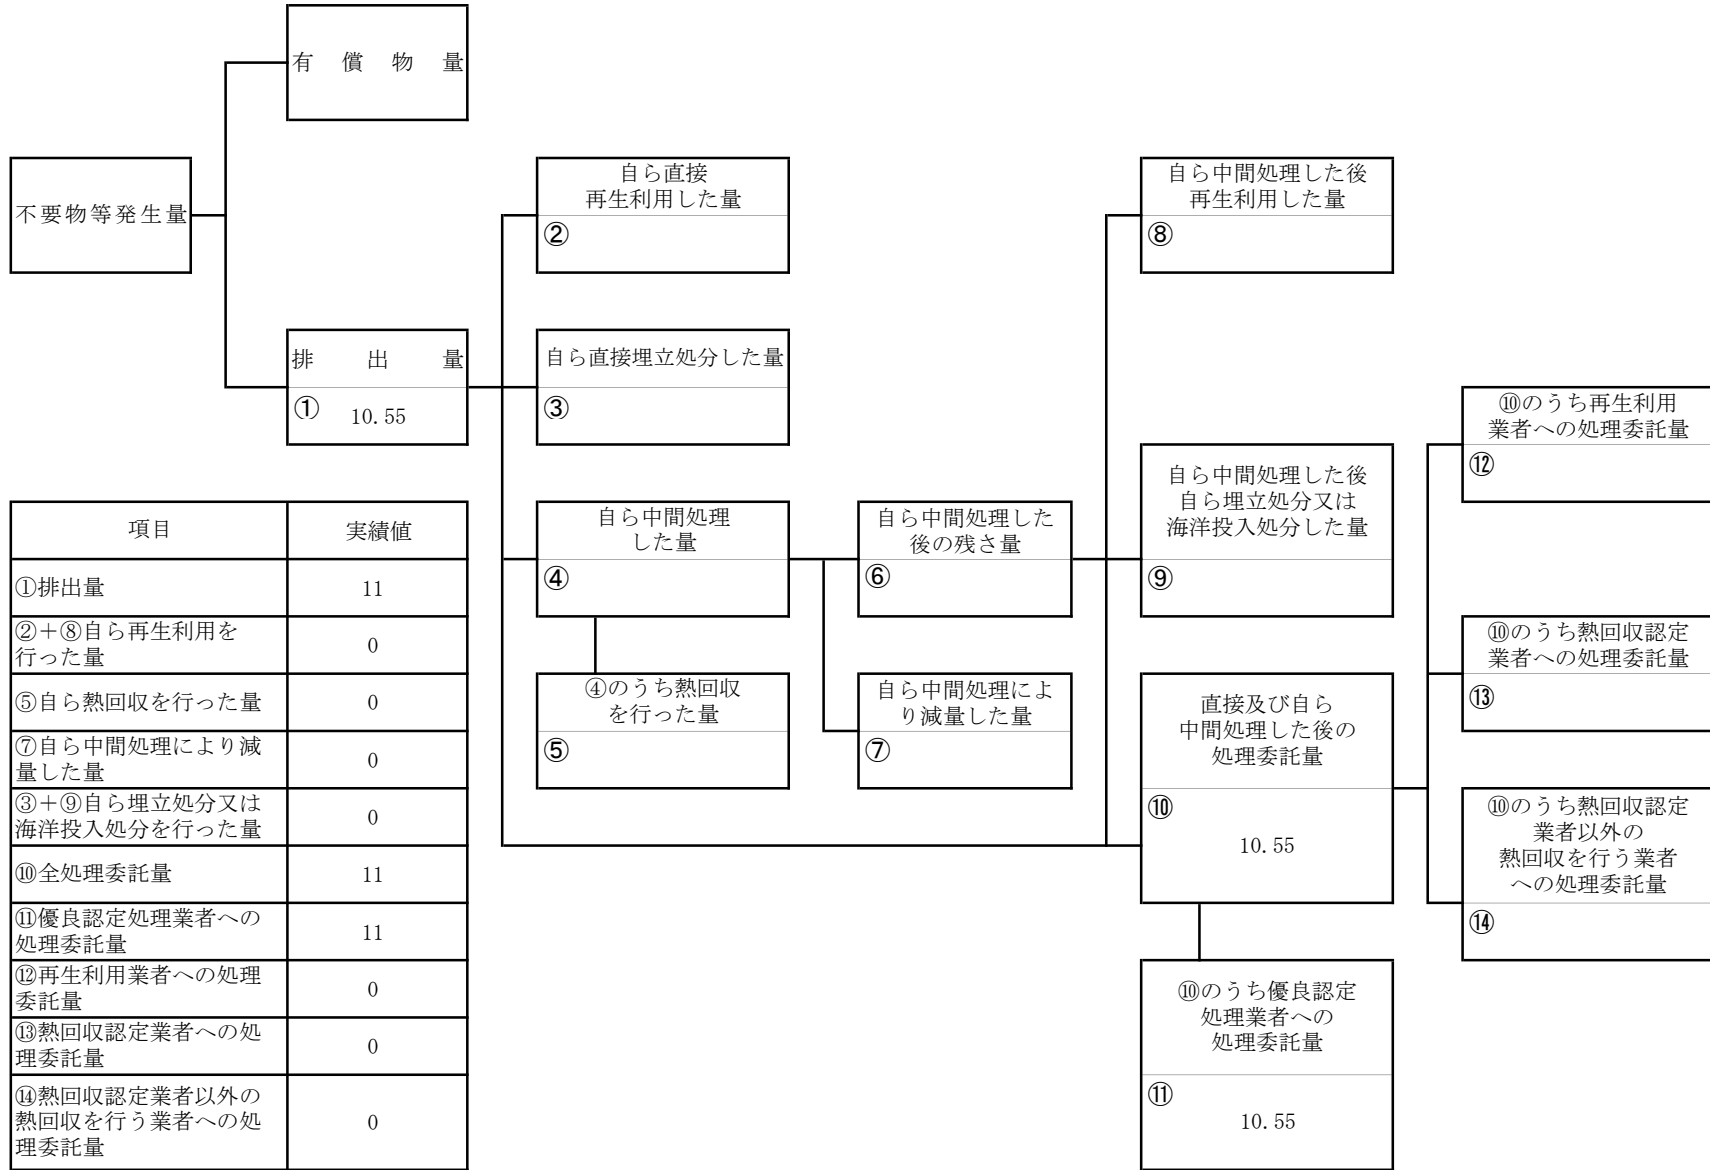 有償物量
不要物等発生量
自ら直接
再生利用した量
②
自ら中間処理した後
再生利用した量
⑧
排出量
① 10.55
自ら直接埋立処分した量
③
⑩のうち再生利用
業者への処理委託量
⑫
自ら中間処理した後
自ら埋立処分又は
海洋投入処分した量
⑨
自ら中間処理
した量
④
自ら中間処理した
後の残さ量
⑥
⑩のうち熱回収認定
業者への処理委託量
⑬
④のうち熱回収
を行った量
⑤
自ら中間処理によ
り減量した量
⑦
直接及び自ら
中間処理した後の
処理委託量
⑩
10.55
⑩のうち熱回収認定
業者以外の
熱回収を行う業者
への処理委託量
⑭
⑩のうち優良認定
処理業者への
処理委託量
⑪
10.55
項目 実績値
①排出量 11
②+⑧自ら再生利用を
行った量 0
⑤自ら熱回収を行った量 0
⑦自ら中間処理により減
量した量 0
③+⑨自ら埋立処分又は
海洋投入処分を行った量 0
⑩全処理委託量 11
⑪優良認定処理業者への
処理委託量 11
⑫再生利用業者への処理
委託量 0
⑬熱回収認定業者への処
理委託量 0
⑭熱回収認定業者以外の
熱回収を行う業者への処
理委託量 0